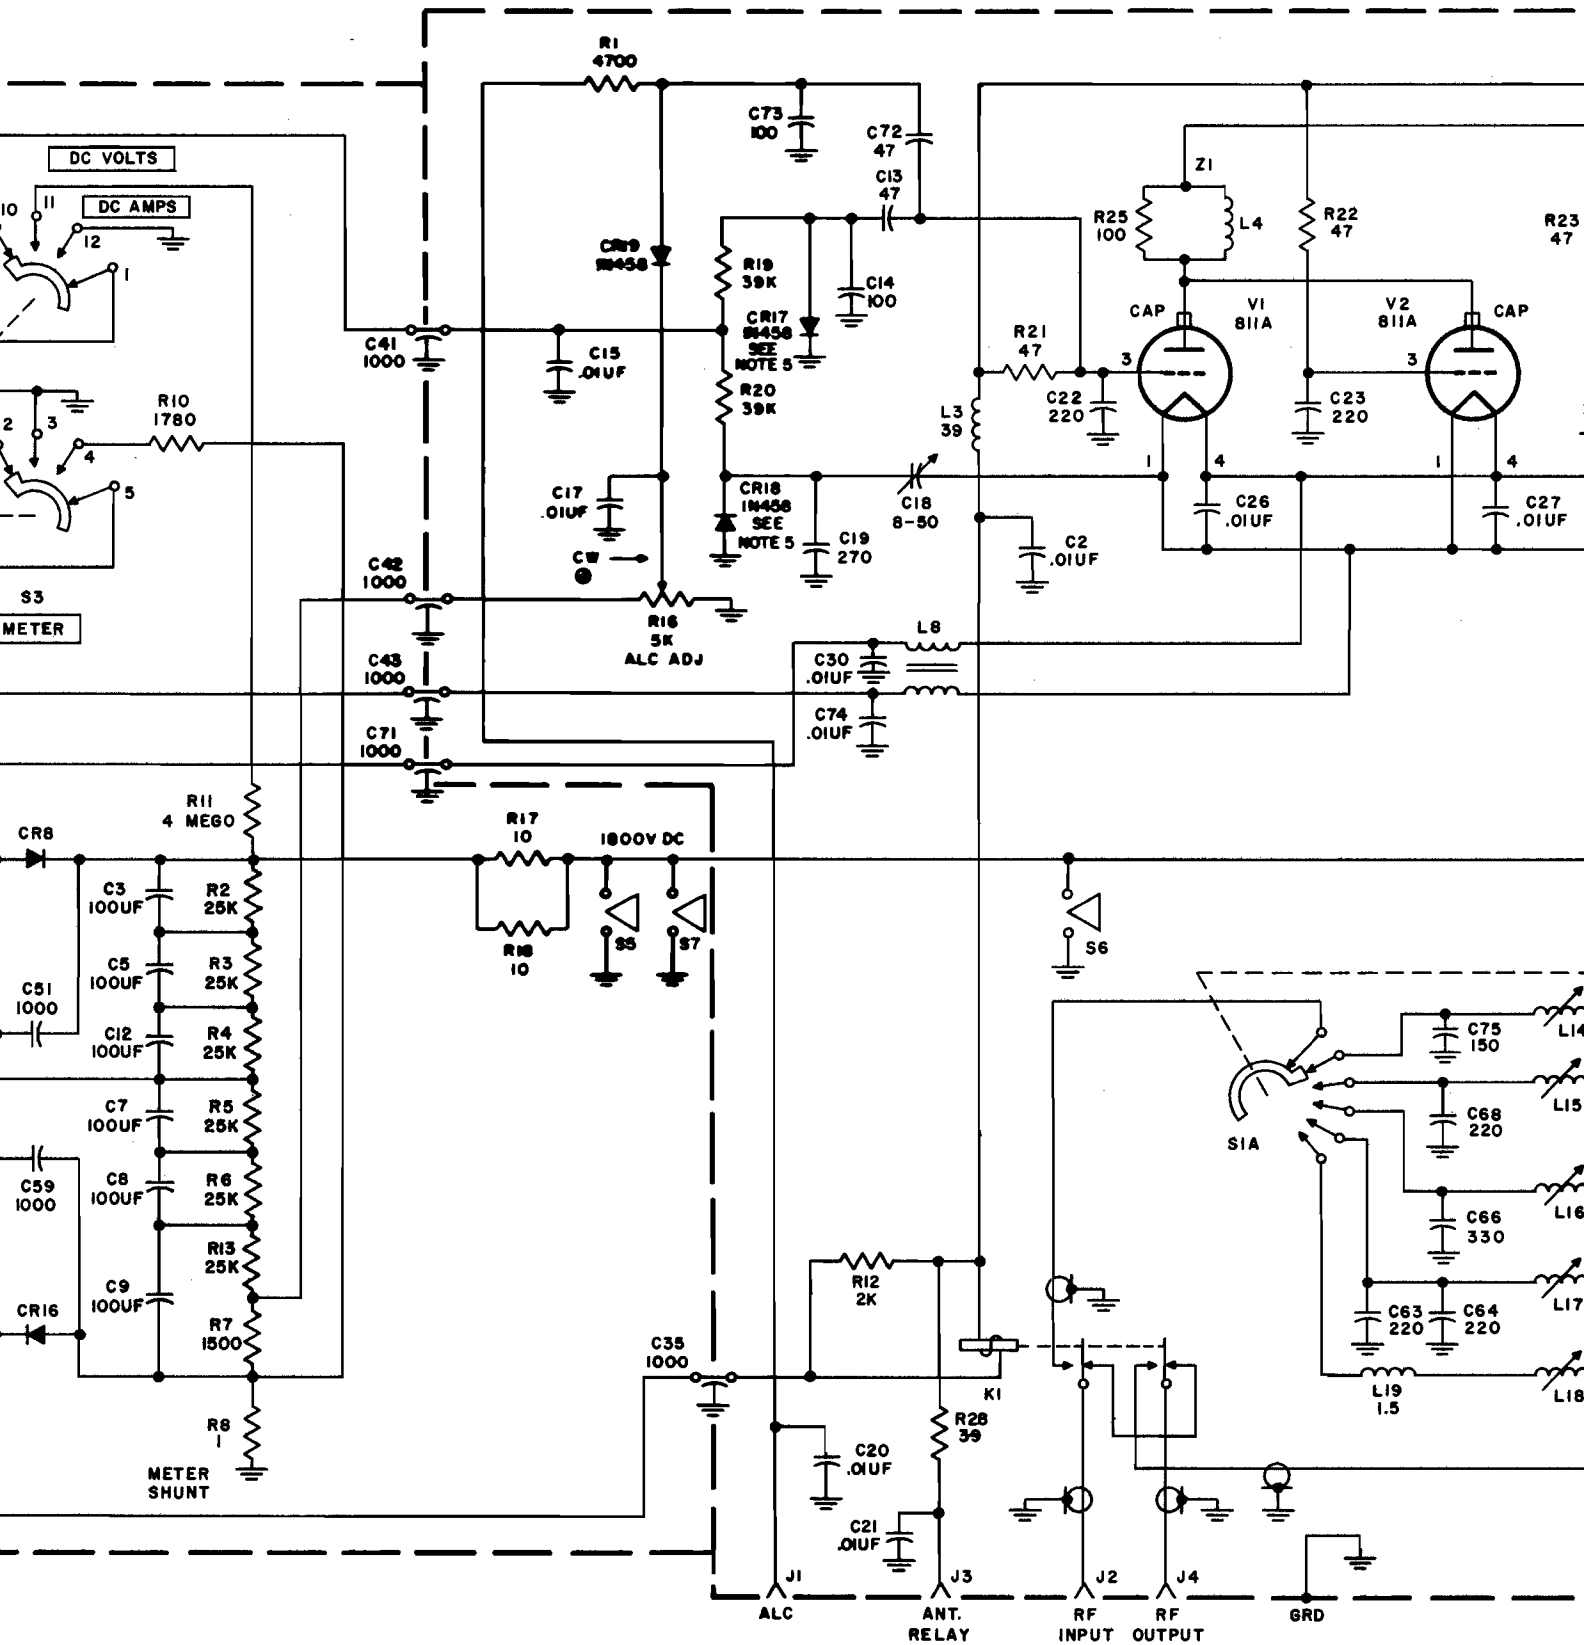 R1
4700
C73
100
C72
47
C13
47
Z1
DC VOLTS
DC AMPS
10
11
12
1
R25
100
L4
R22
47
R23
47
CR19
1N458
R19
39K
C14
100
CR17
1N458
SEE
NOTE 5
CAP
V1
811A
V2
811A
CAP
C41
1000
C15
.01UF
R21
47
3
3
R20
39K
L3
39
C22
220
C23
220
R10
1780
2
3
4
5
1
4
1
4
C17
.01UF
CR18
1N458
SEE
NOTE 5
C18
8-50
C19
270
C26
.01UF
C27
.01UF
C2
.01UF
CW
C42
1000
S3
METER
R16
5K
ALC ADJ
L8
C30
.01UF
C43
1000
C74
.01UF
C71
1000
R11
4 MEGO
CR8
R17
10
1800V DC
C3
100UF
R2
25K
R18
10
S5
S7
S6
C5
100UF
R3
25K
C51
1000
C12
100UF
R4
25K
C75
150
L14
C7
100UF
R5
25K
L15
C68
220
S1A
C59
1000
C8
100UF
R6
25K
L16
C66
330
R13
25K
C9
100UF
R12
2K
CR16
R7
1500
C63
220
C64
220
L17
C35
1000
K1
L19
1.5
L18
R8
1
R28
39
C20
.01UF
METER
SHUNT
C21
.01UF
J1
J3
J2
J4
ALC
ANT.
RELAY
RF
INPUT
RF
OUTPUT
GRD